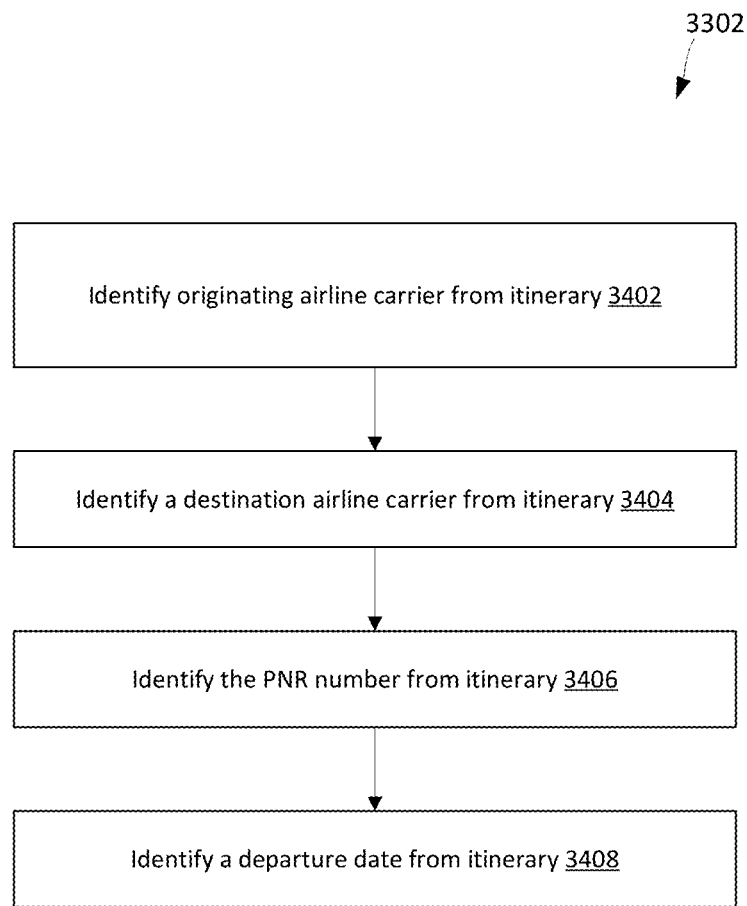 3302
Identify originating airline carrier from itinerary 3402
Identify a destination airline carrier from itinerary 3404
Identify the PNR number from itinerary 3406
Identify a departure date from itinerary 3408